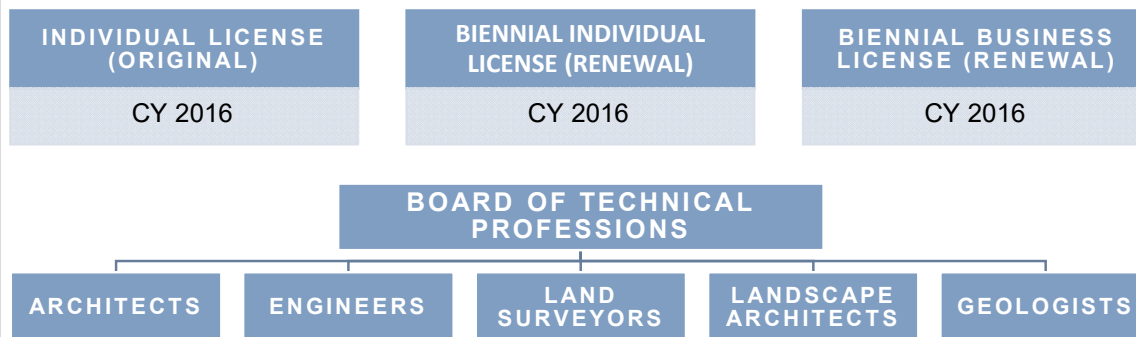 INDIVIDUAL LICENSE
(ORIGINAL)
CY 2016
BIENNIAL INDIVIDUAL
LICENSE (RENEWAL)
CY 2016
BIENNIAL BUSINESS
LICENSE (RENEWAL)
CY 2016
BOARD OF TECHNICAL
PROFESSIONS
ARCHITECTS
ENGINEERS
LAND
SURVEYORS
LANDSCAPE
ARCHITECTS
GEOLOGISTS